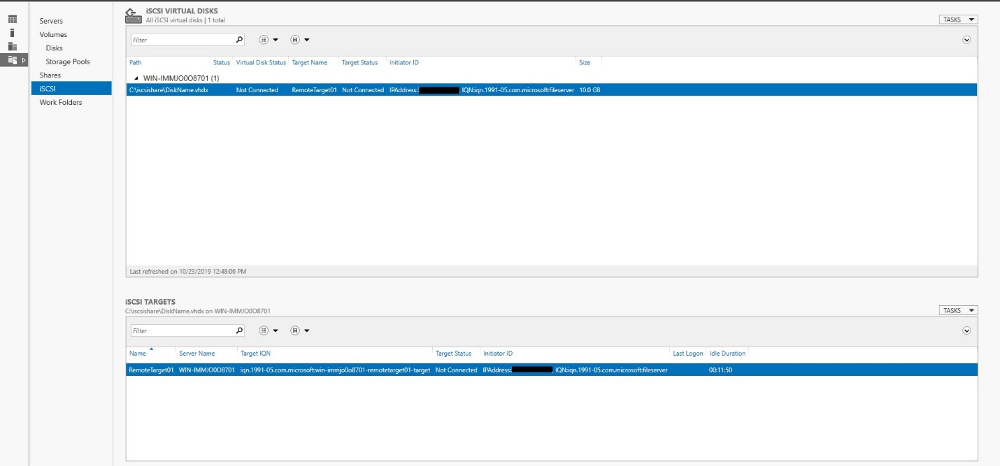 iSCSI VIRTUAL DISKS
All iSCSI virtual disks | 1 total
TASKS
Servers
Volumes
Disks
Storage Pools
Shares
iSCSI
Work Folders
Filter
Path Status Virtual Disk Status Target Name Target Status Initiator ID Size
WIN-IMMJO0O8701 (1)
C:\iscsishare\DiskName.vhdx Not Connected RemoteTarget01 Not Connected IPAddress: , IQN:iqn.1991-05.com.microsoft:fileserver 10.0 GB
Last refreshed on 10/23/2019 12:48:06 PM
iSCSI TARGETS
C:\iscsishare\DiskName.vhdx on WIN-IMMJO0O8701
TASKS
Filter
Name Server Name Target IQN Target Status Initiator ID Last Logon Idle Duration
RemoteTarget01 WIN-IMMJO0O8701 iqn.1991-05.com.microsoft:win-immjo0o8701-remotetarget01-target Not Connected IPAddress: , IQN:iqn.1991-05.com.microsoft:fileserver 00:11:50